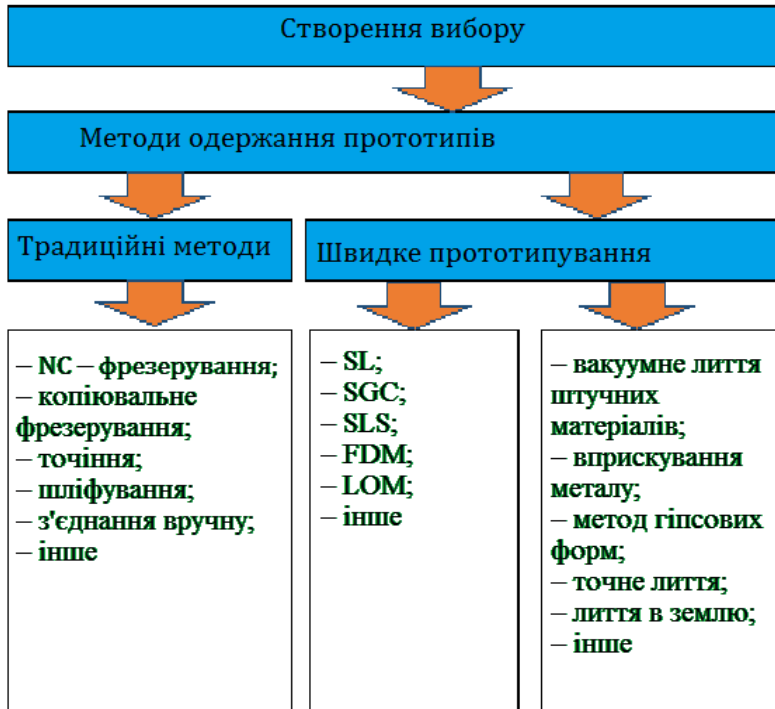 Створення вибору
Методи одержання прототипів
Традиційні методи
Швидке прототипування
– NC – фрезерування;
– копіювальне
фрезерування;
– точіння;
– шліфування;
– з'єднання вручну;
– інше
– SL;
– SGC;
– SLS;
– FDM;
– LOM;
– інше
– вакуумне лиття
штучних
матеріалів;
– вприскування
металу;
– метод гіпсових
форм;
– точне лиття;
– лиття в землю;
– інше